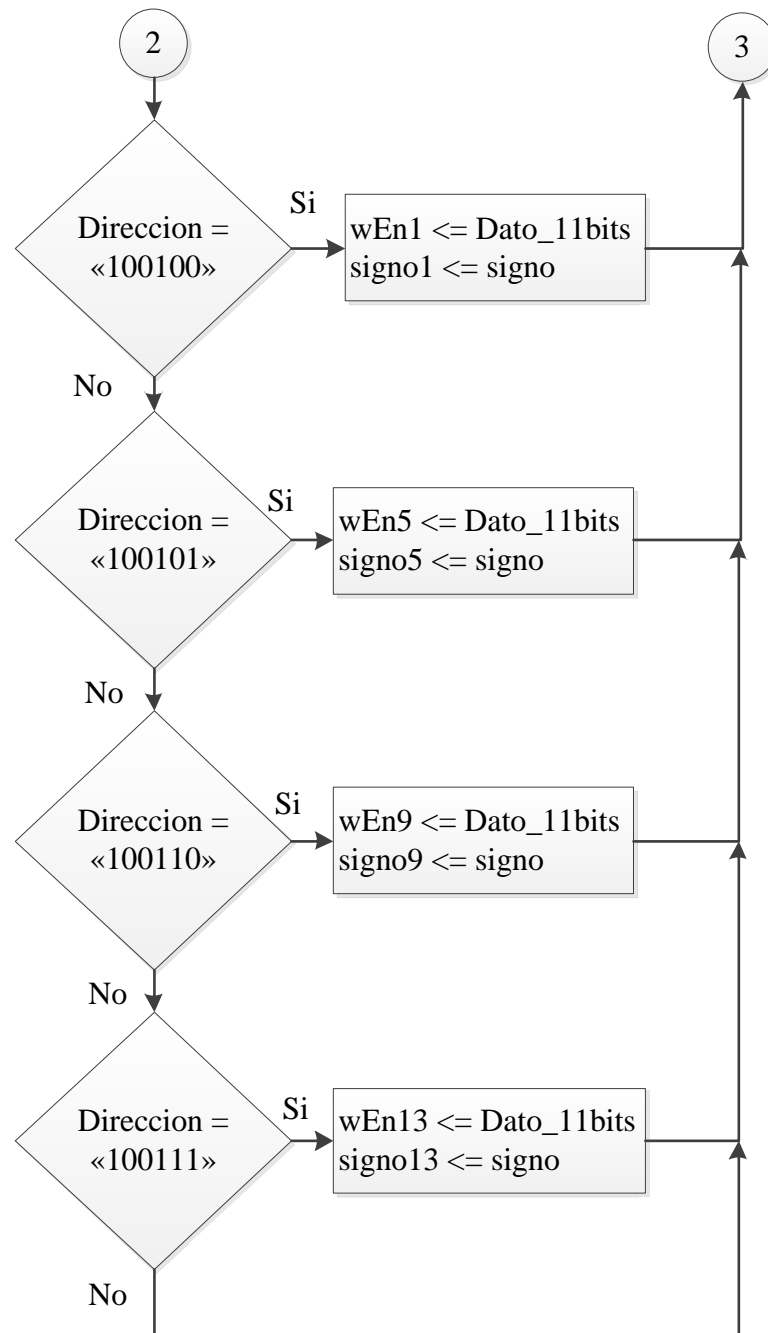 2
3
Direccion =
«100100»
Si
wEn1 <= Dato_11bits
signo1 <= signo
No
Direccion =
«100101»
Si
wEn5 <= Dato_11bits
signo5 <= signo
No
Direccion =
«100110»
Si
wEn9 <= Dato_11bits
signo9 <= signo
No
Direccion =
«100111»
Si
wEn13 <= Dato_11bits
signo13 <= signo
No